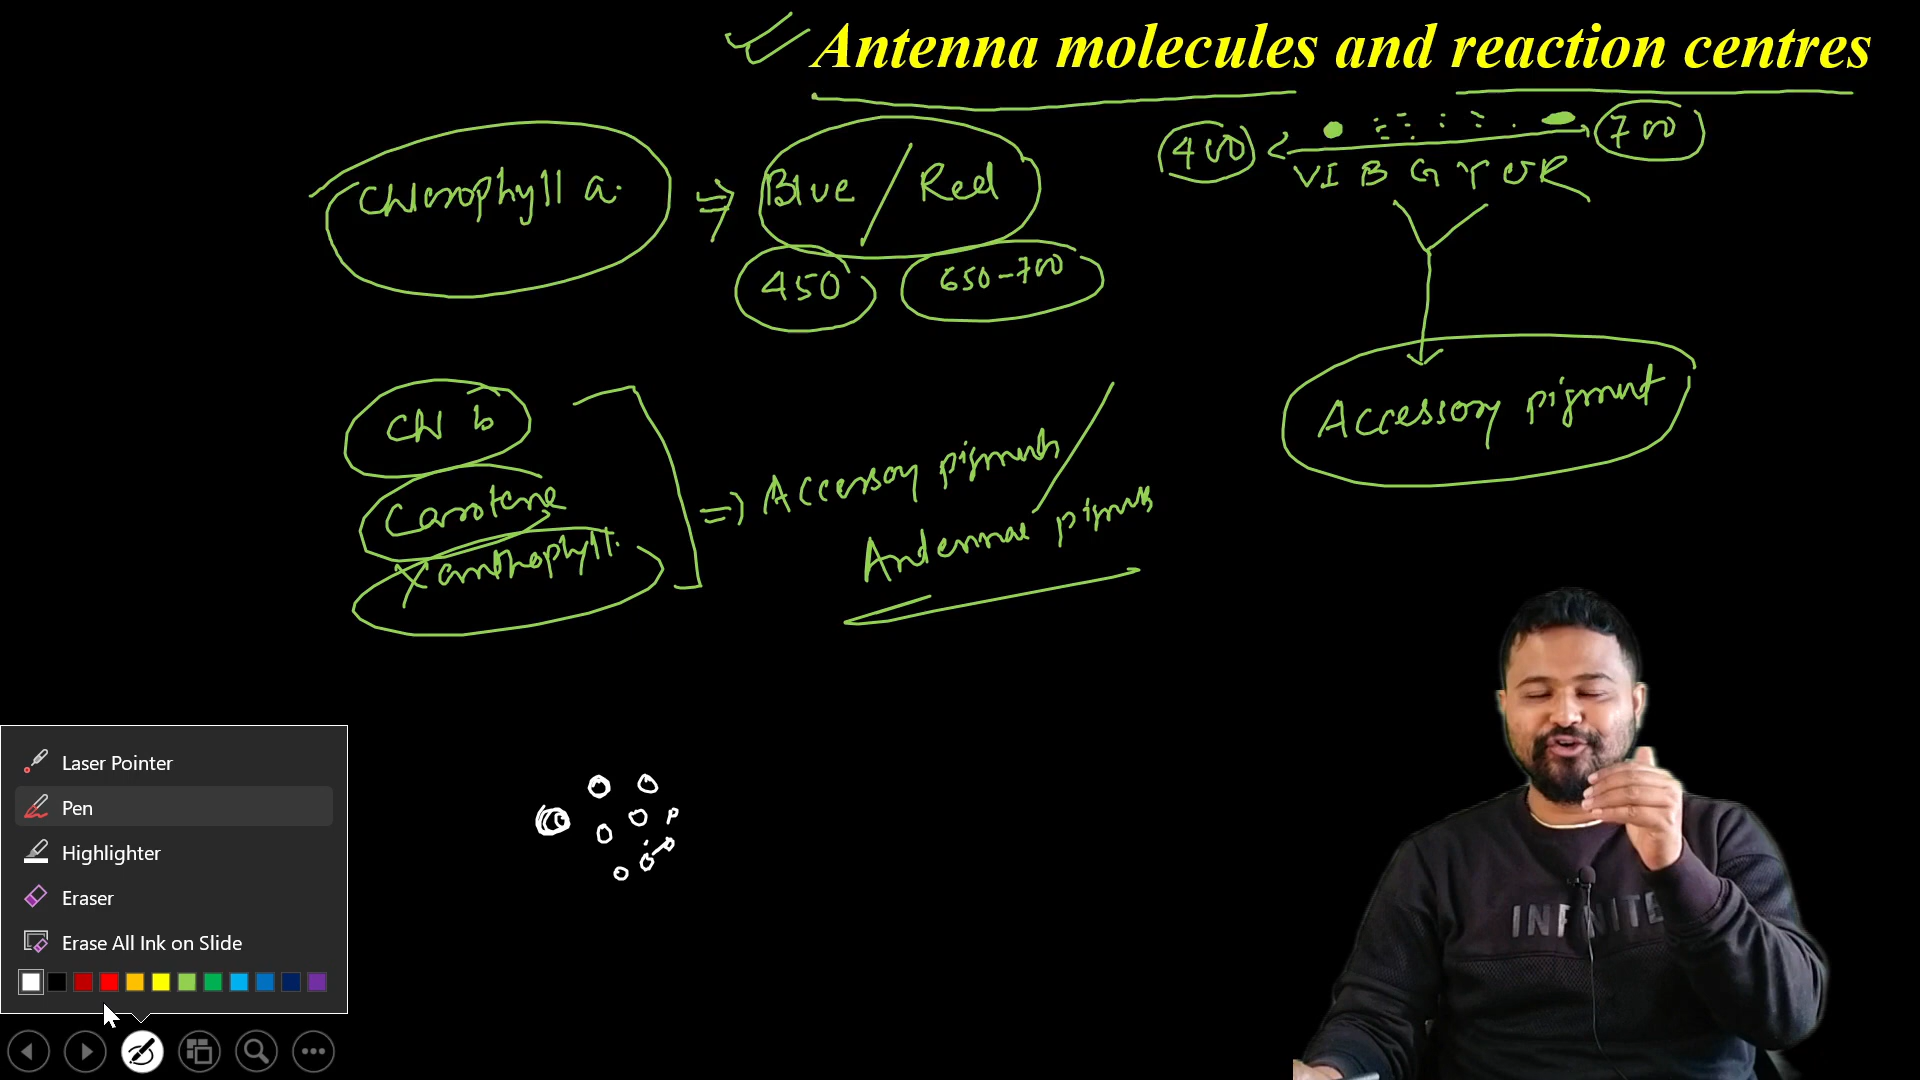 Antenna molecules and reaction centres
Chlorophyll a. ⇒ Blue / Red
450 650-700
400 700
VI B G Y O R
Accessory pigment
Chl b
Carotene
Xanthophyll.
⇒ Accessory pigments /
Antennae pigments
Laser Pointer
Pen
Highlighter
Eraser
Erase All Ink on Slide
INFINITE